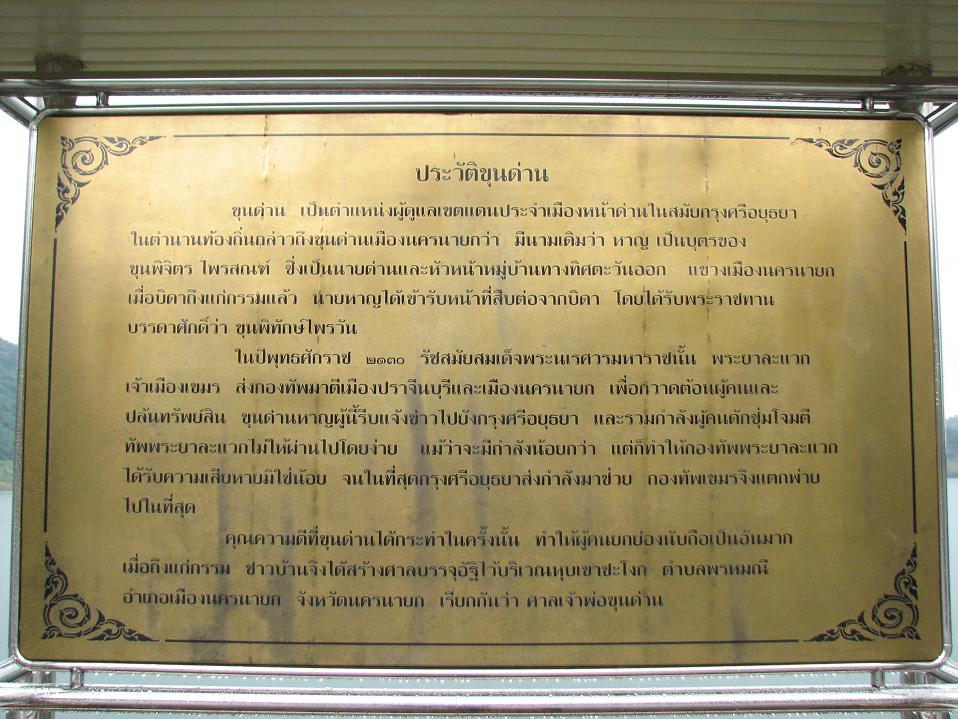 ประวัติขุนด่าน
ขุนด่าน เป็นตำแหน่งผู้ดูแลเขตแดนประจำเมืองหน้าด่านในสมัยกรุงศรีอยุธยา
ในตำนานท้องถิ่นกล่าวถึงขุนด่านเมืองนครนายกว่า มีนามเดิมว่า หาญ เป็นบุตรของ
ขุนพิจิตร ไพรสณฑ์ ซึ่งเป็นนายด่านและหัวหน้าหมู่บ้านทางทิศตะวันออก แขวงเมืองนครนายก
เมื่อบิดาถึงแก่กรรมแล้ว นายหาญได้เข้ารับหน้าที่สืบต่อจากบิดา โดยได้รับพระราชทาน
บรรดาศักดิ์ว่า ขุนพิทักษ์ไพรวัน
ในปีพุทธศักราช ๒๑๓๐ รัชสมัยสมเด็จพระนเรศวรมหาราชนั้น พระยาละแวก
เจ้าเมืองเขมร ส่งกองทัพมาตีเมืองปราจีนบุรีและเมืองนครนายก เพื่อกวาดต้อนผู้คนและ
ปล้นทรัพย์สิน ขุนด่านหาญผู้นี้รีบแจ้งข่าวไปยังกรุงศรีอยุธยา และรวมกำลังผู้คนดักซุ่มโจมตี
ทัพพระยาละแวกไม่ให้ผ่านไปโดยง่าย แม้ว่าจะมีกำลังน้อยกว่า แต่ก็ทำให้กองทัพพระยาละแวก
ได้รับความเสียหายมิใช่น้อย จนในที่สุดกรุงศรีอยุธยาส่งกำลังมาช่วย กองทัพเขมรจึงแตกพ่าย
ไปในที่สุด
คุณความดีที่ขุนด่านได้กระทำในครั้งนั้น ทำให้ผู้คนยกย่องนับถือเป็นอันมาก
เมื่อถึงแก่กรรม ชาวบ้านจึงได้สร้างศาลบรรจุอัฐิไว้บริเวณหุบเขาชะโงก ตำบลพรหมณี
อำเภอเมืองนครนายก จังหวัดนครนายก เรียกกันว่า ศาลเจ้าพ่อขุนด่าน